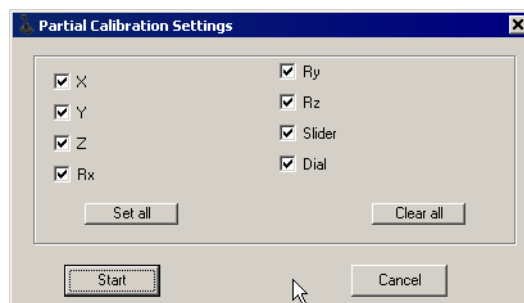 Partial Calibration Settings
X
Y
Z
Rx
Ry
Rz
Slider
Dial
Set all
Clear all
Start
Cancel